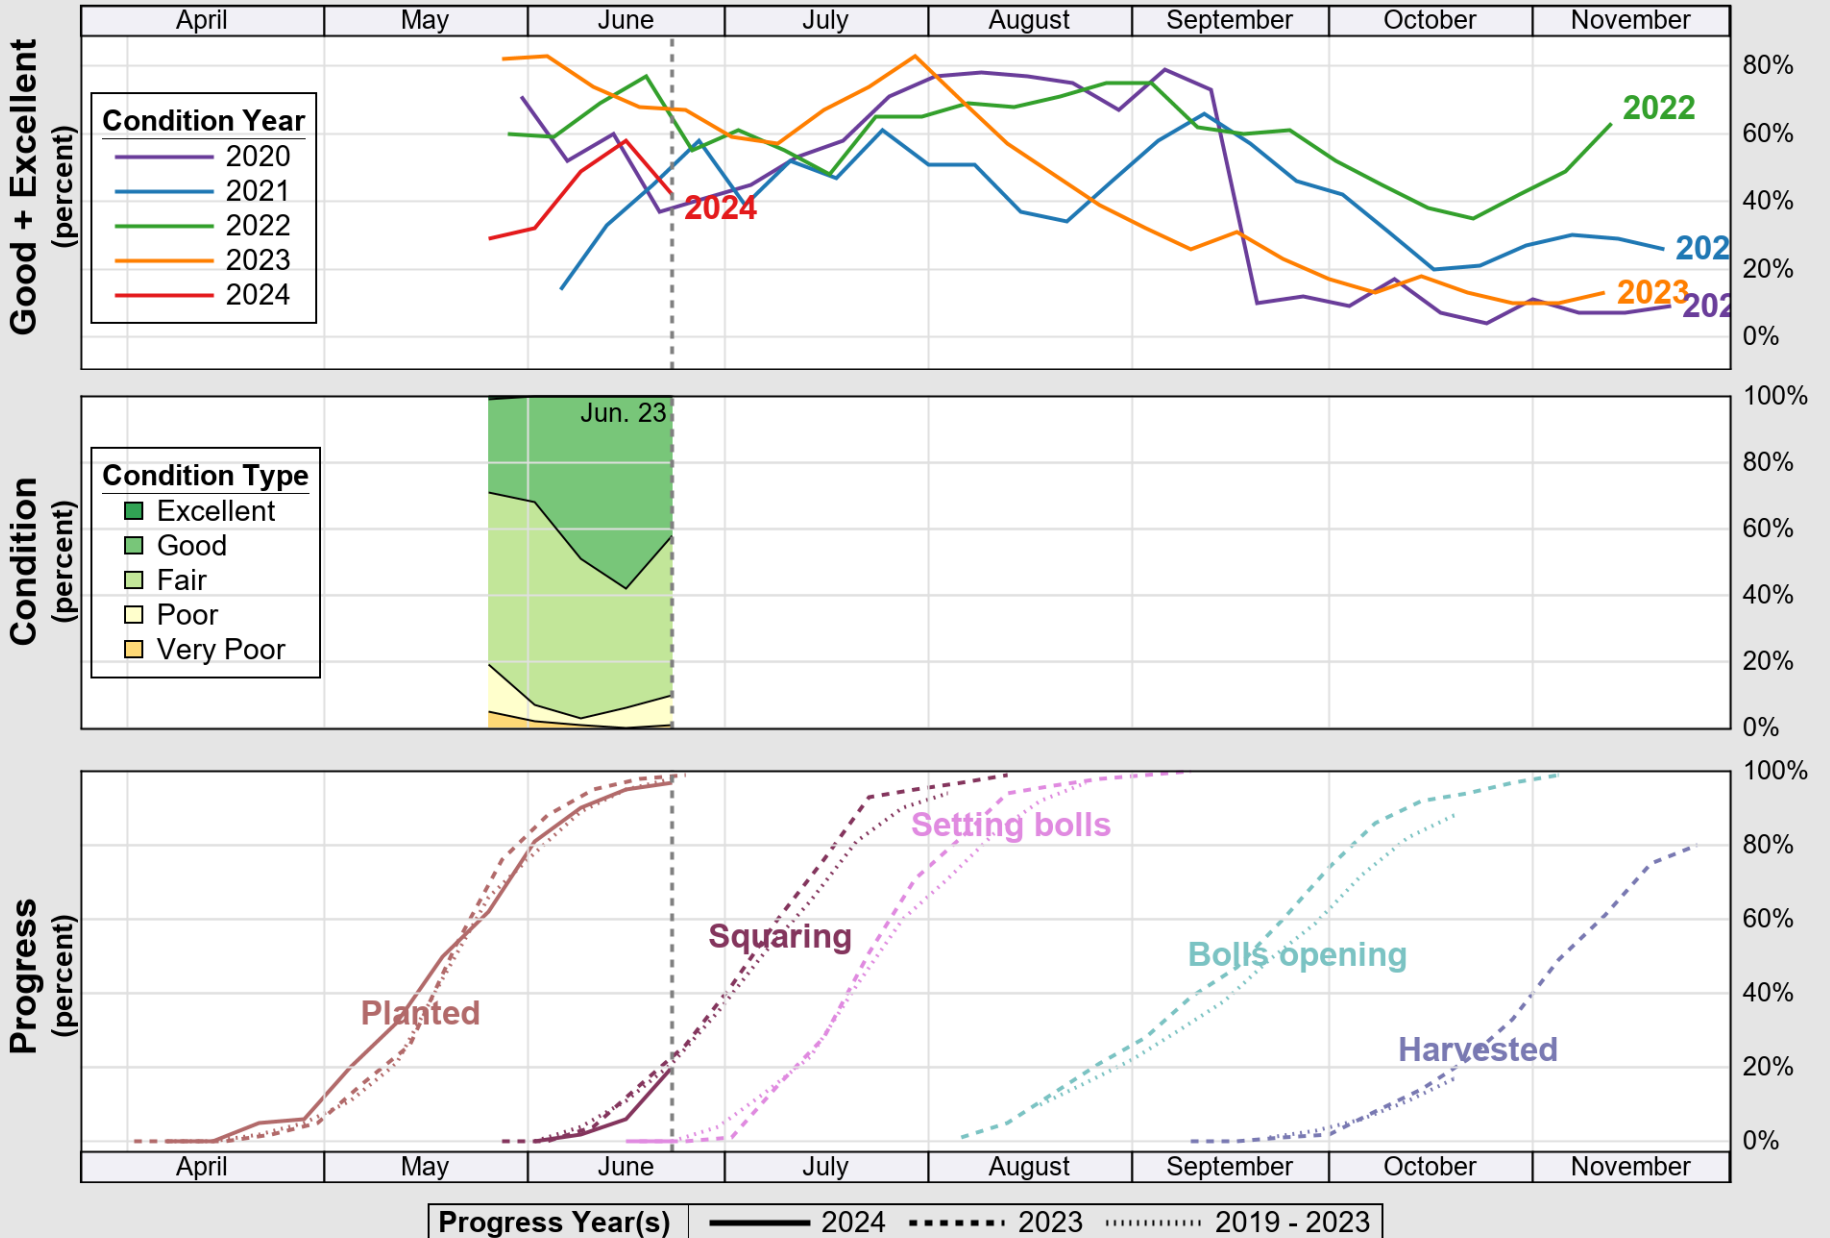 April May June July August September October November
Good + Excellent
(percent)
80%
60%
40%
20%
0%
Condition Year
2020
2021
2022
2023
2024
2022
2024
202
2023
202
Condition
(percent)
100%
80%
60%
40%
20%
0%
Jun. 23
Condition Type
Excellent
Good
Fair
Poor
Very Poor
Progress
(percent)
100%
80%
60%
40%
20%
0%
Setting bolls
Squaring
Bolls opening
Planted
Harvested
April May June July August September October November
Progress Year(s) 2024 2023 2019 - 2023